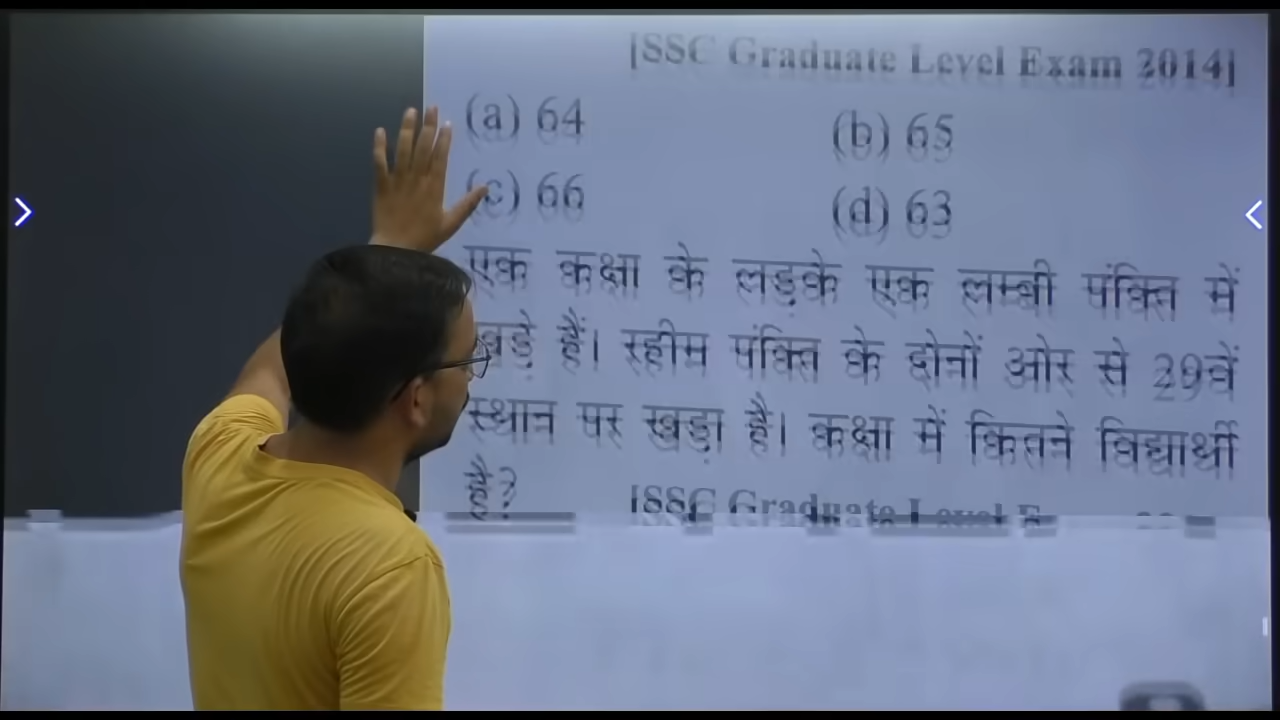 [SSC Graduate Level Exam 2014]
(a) 64 (b) 65
(c) 66 (d) 63
एक कक्षा के लड़के एक लम्बी पंक्ति में
खड़े हैं। रहीम पंक्ति के दोनों ओर से 29वें
स्थान पर खड़ा है। कक्षा में कितने विद्यार्थी
हैं?
[SSC Graduate Level